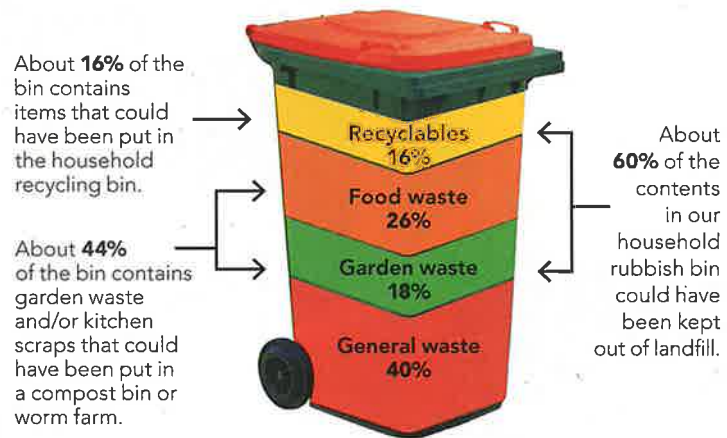 About 16% of the
bin contains
items that could
have been put in
the household
recycling bin.
About 44%
of the bin contains
garden waste
and/or kitchen
scraps that could
have been put in
a compost bin or
worm farm.
Recyclables
16%
Food waste
26%
Garden waste
18%
General waste
40%
About
60% of the
contents
in our
household
rubbish bin
could have
been kept
out of landfill.